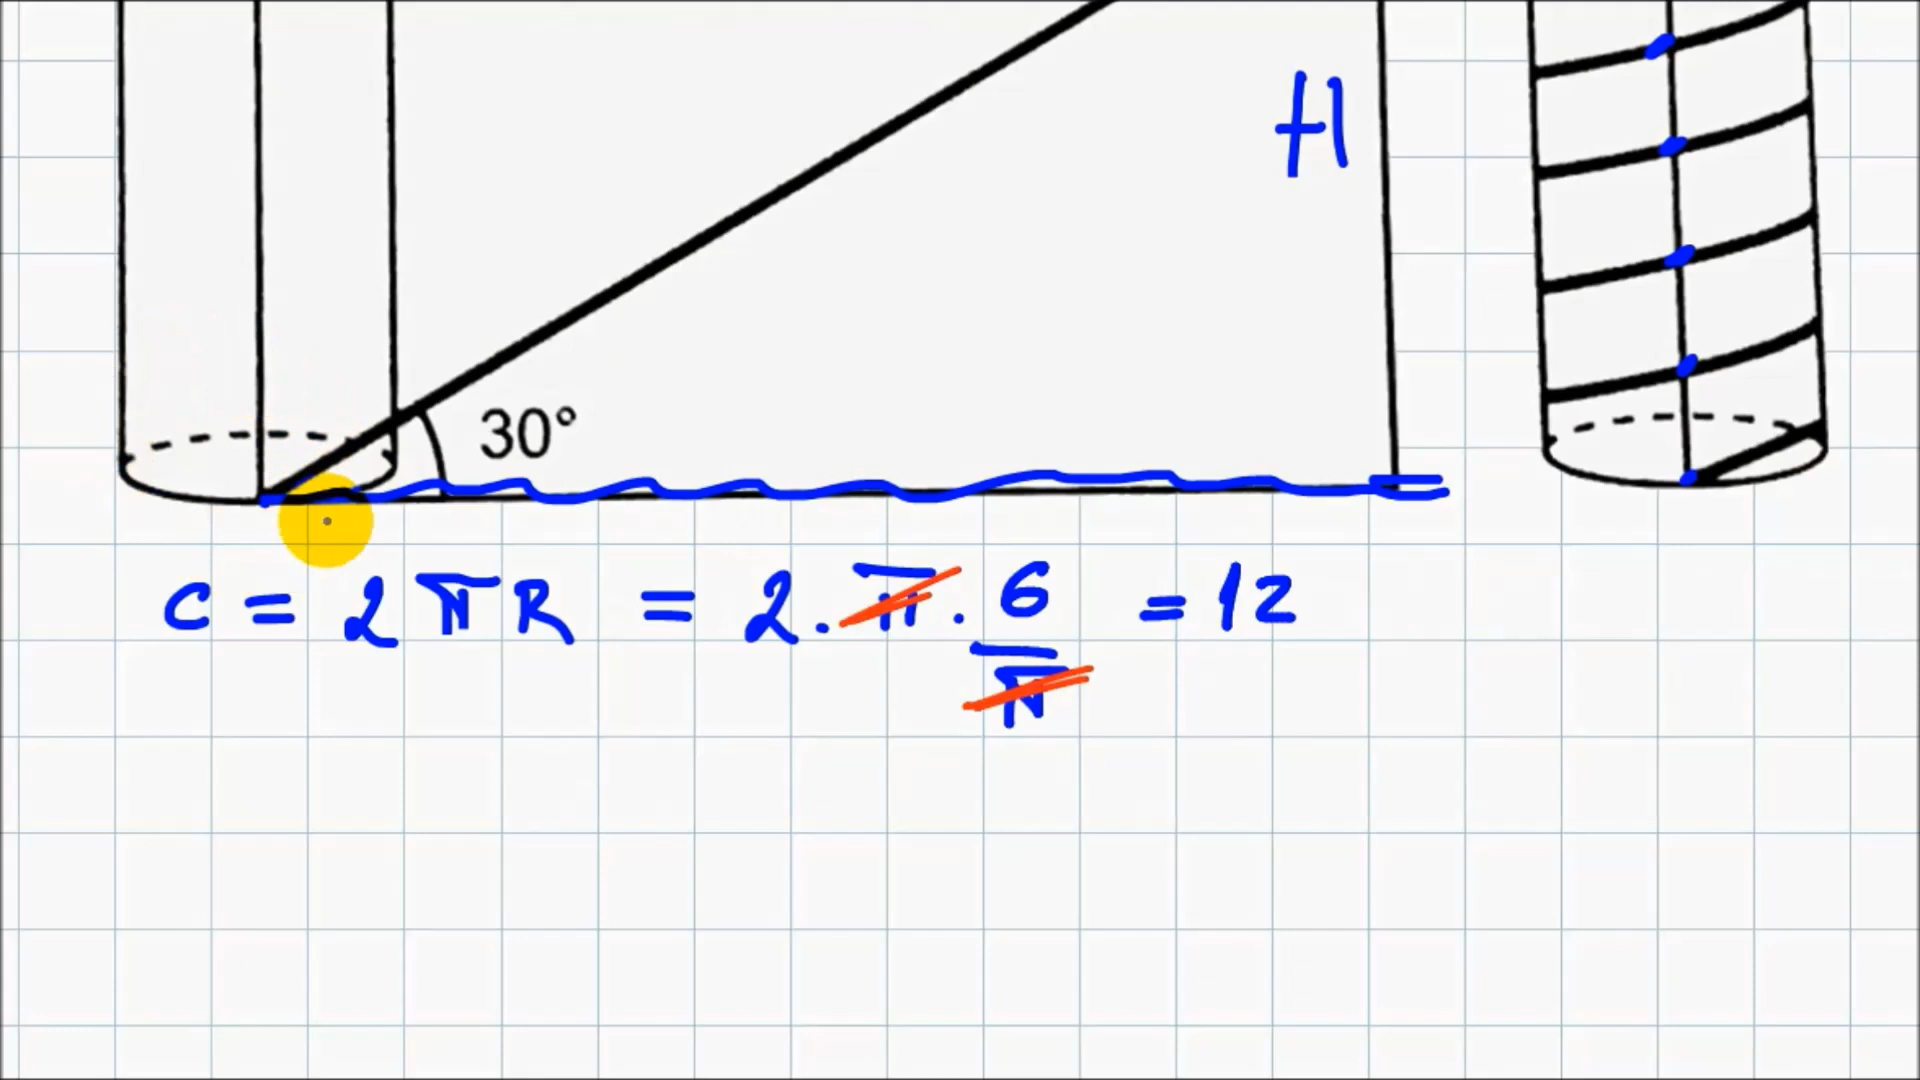 H
30°
C = 2πR = 2.π.6/π = 12